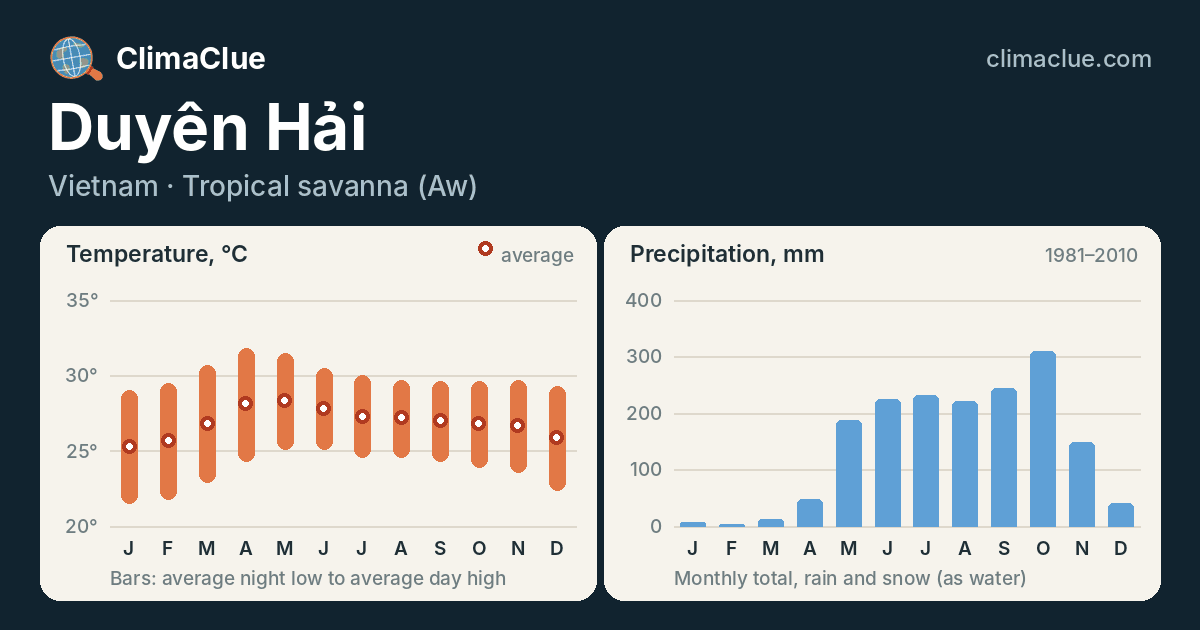 ClimaClue
climaclue.com
Duyên Hải
Vietnam · Tropical savanna (Aw)
Temperature, °C
average
35°
30°
25°
20°
J F M A M J J A S O N D
Bars: average night low to average day high
Precipitation, mm
1981–2010
400
300
200
100
0
J F M A M J J A S O N D
Monthly total, rain and snow (as water)